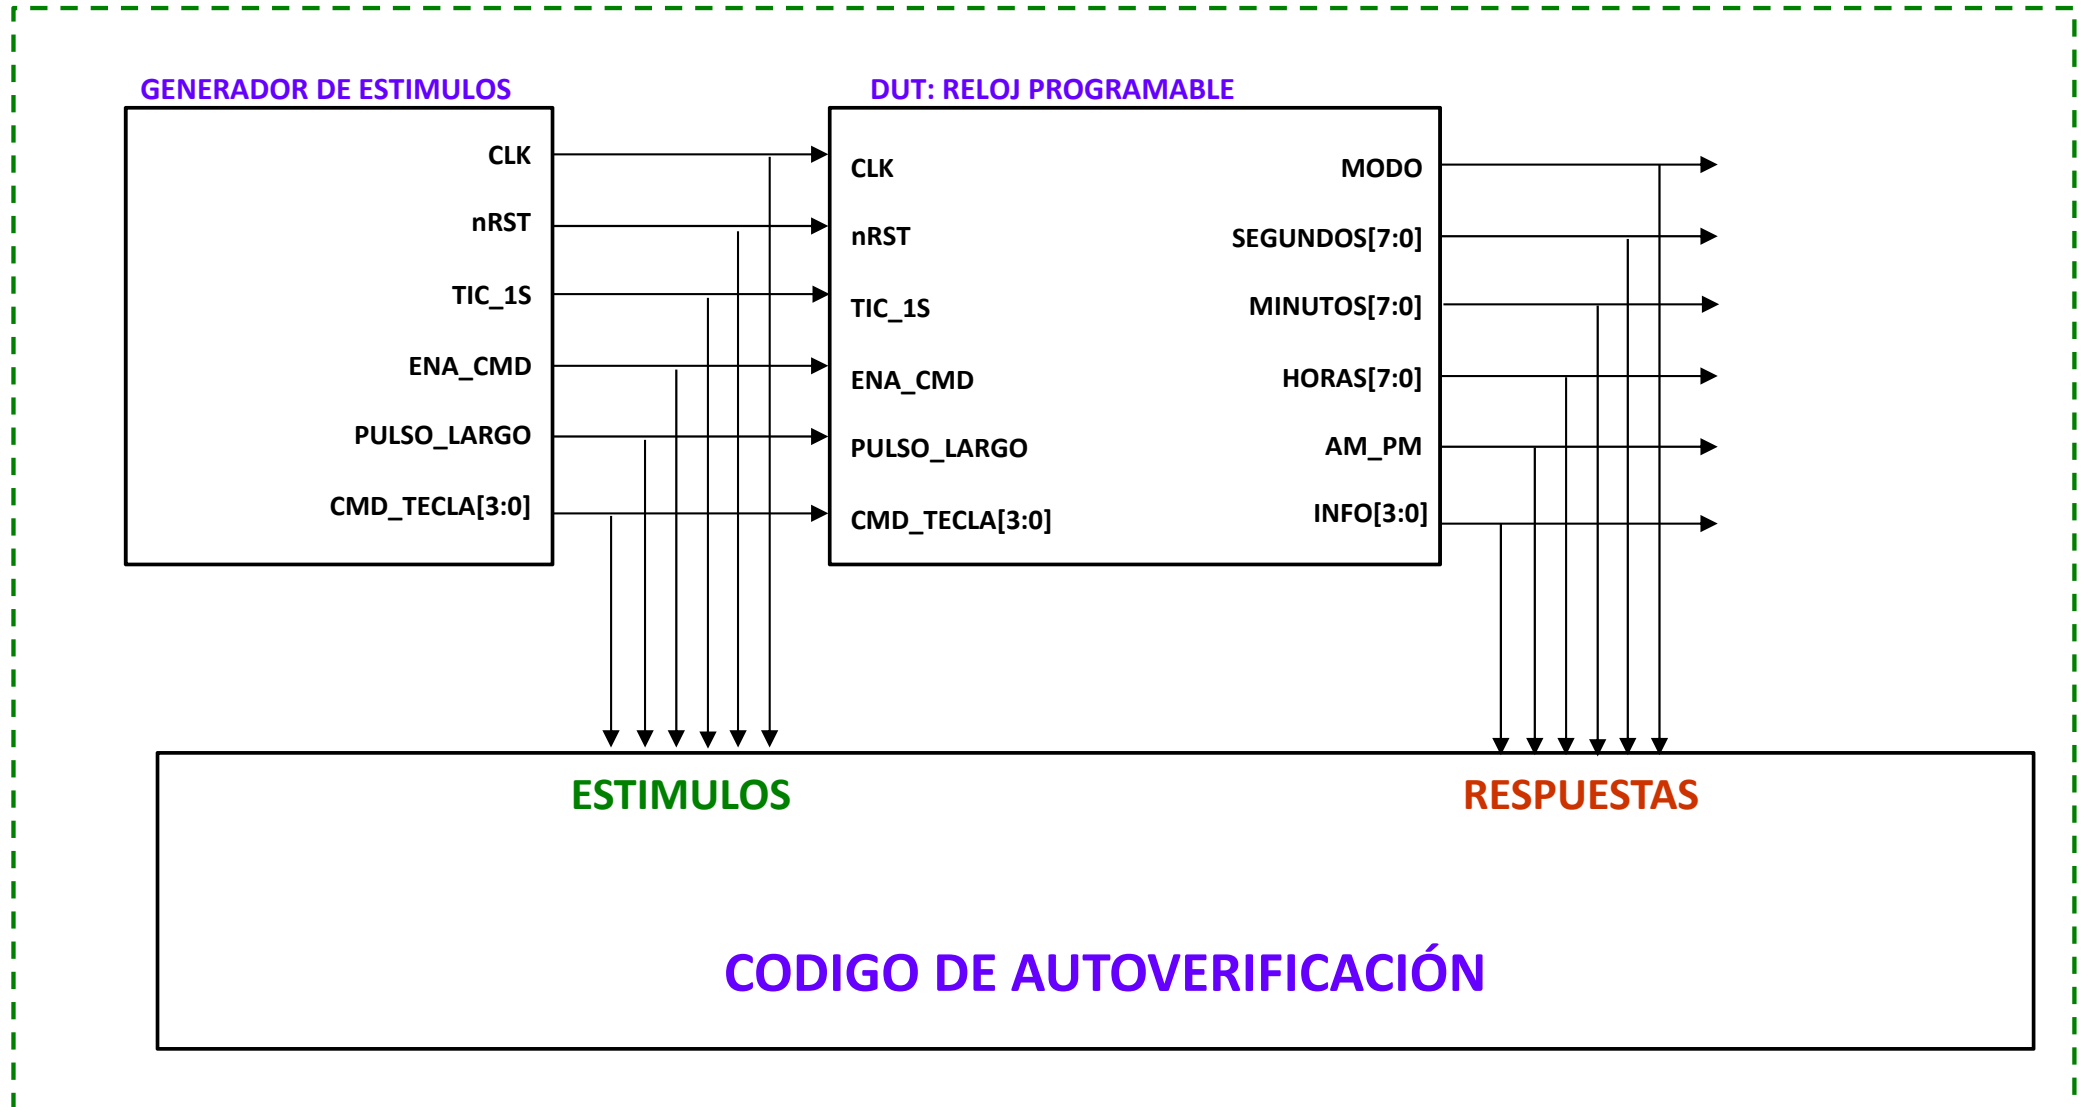 GENERADOR DE ESTIMULOS
CLK
nRST
TIC_1S
ENA_CMD
PULSO_LARGO
CMD_TECLA[3:0]
DUT: RELOJ PROGRAMABLE
CLK
nRST
TIC_1S
ENA_CMD
PULSO_LARGO
CMD_TECLA[3:0]
MODO
SEGUNDOS[7:0]
MINUTOS[7:0]
HORAS[7:0]
AM_PM
INFO[3:0]
ESTIMULOS
RESPUESTAS
CODIGO DE AUTOVERIFICACIÓN